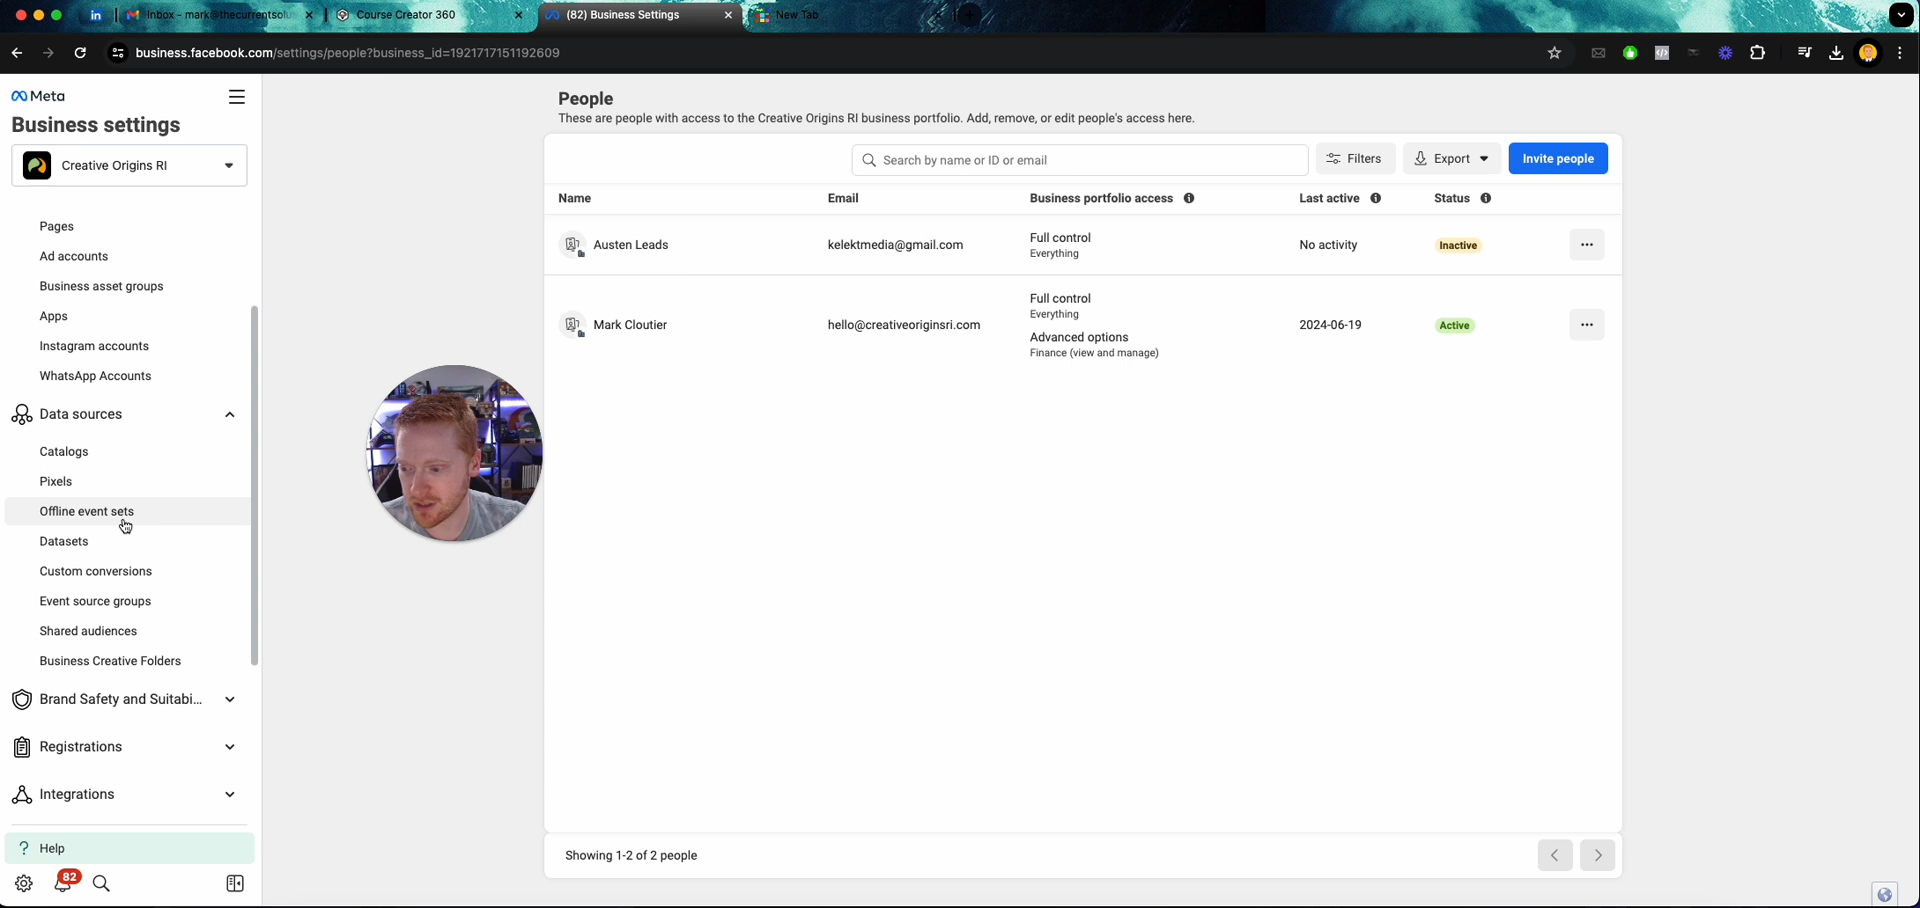 in
Inbox - mark@thecurrentsolu
Course Creator 360
(82) Business Settings
New Tab
business.facebook.com/settings/people?business_id=1921717151192609
Meta
Business settings
Creative Origins RI
Pages
Ad accounts
Business asset groups
Apps
Instagram accounts
WhatsApp Accounts
Data sources
Catalogs
Pixels
Offline event sets
Datasets
Custom conversions
Event source groups
Shared audiences
Business Creative Folders
Brand Safety and Suitabi...
Registrations
Integrations
Help
82
People
These are people with access to the Creative Origins RI business portfolio. Add, remove, or edit people's access here.
Search by name or ID or email
Filters
Export
Invite people
Name Email Business portfolio access Last active Status
Austen Leads kelektmedia@gmail.com Full control No activity Inactive
Everything
Full control
Everything
Mark Cloutier hello@creativeoriginsri.com 2024-06-19 Active
Advanced options
Finance (view and manage)
Showing 1-2 of 2 people